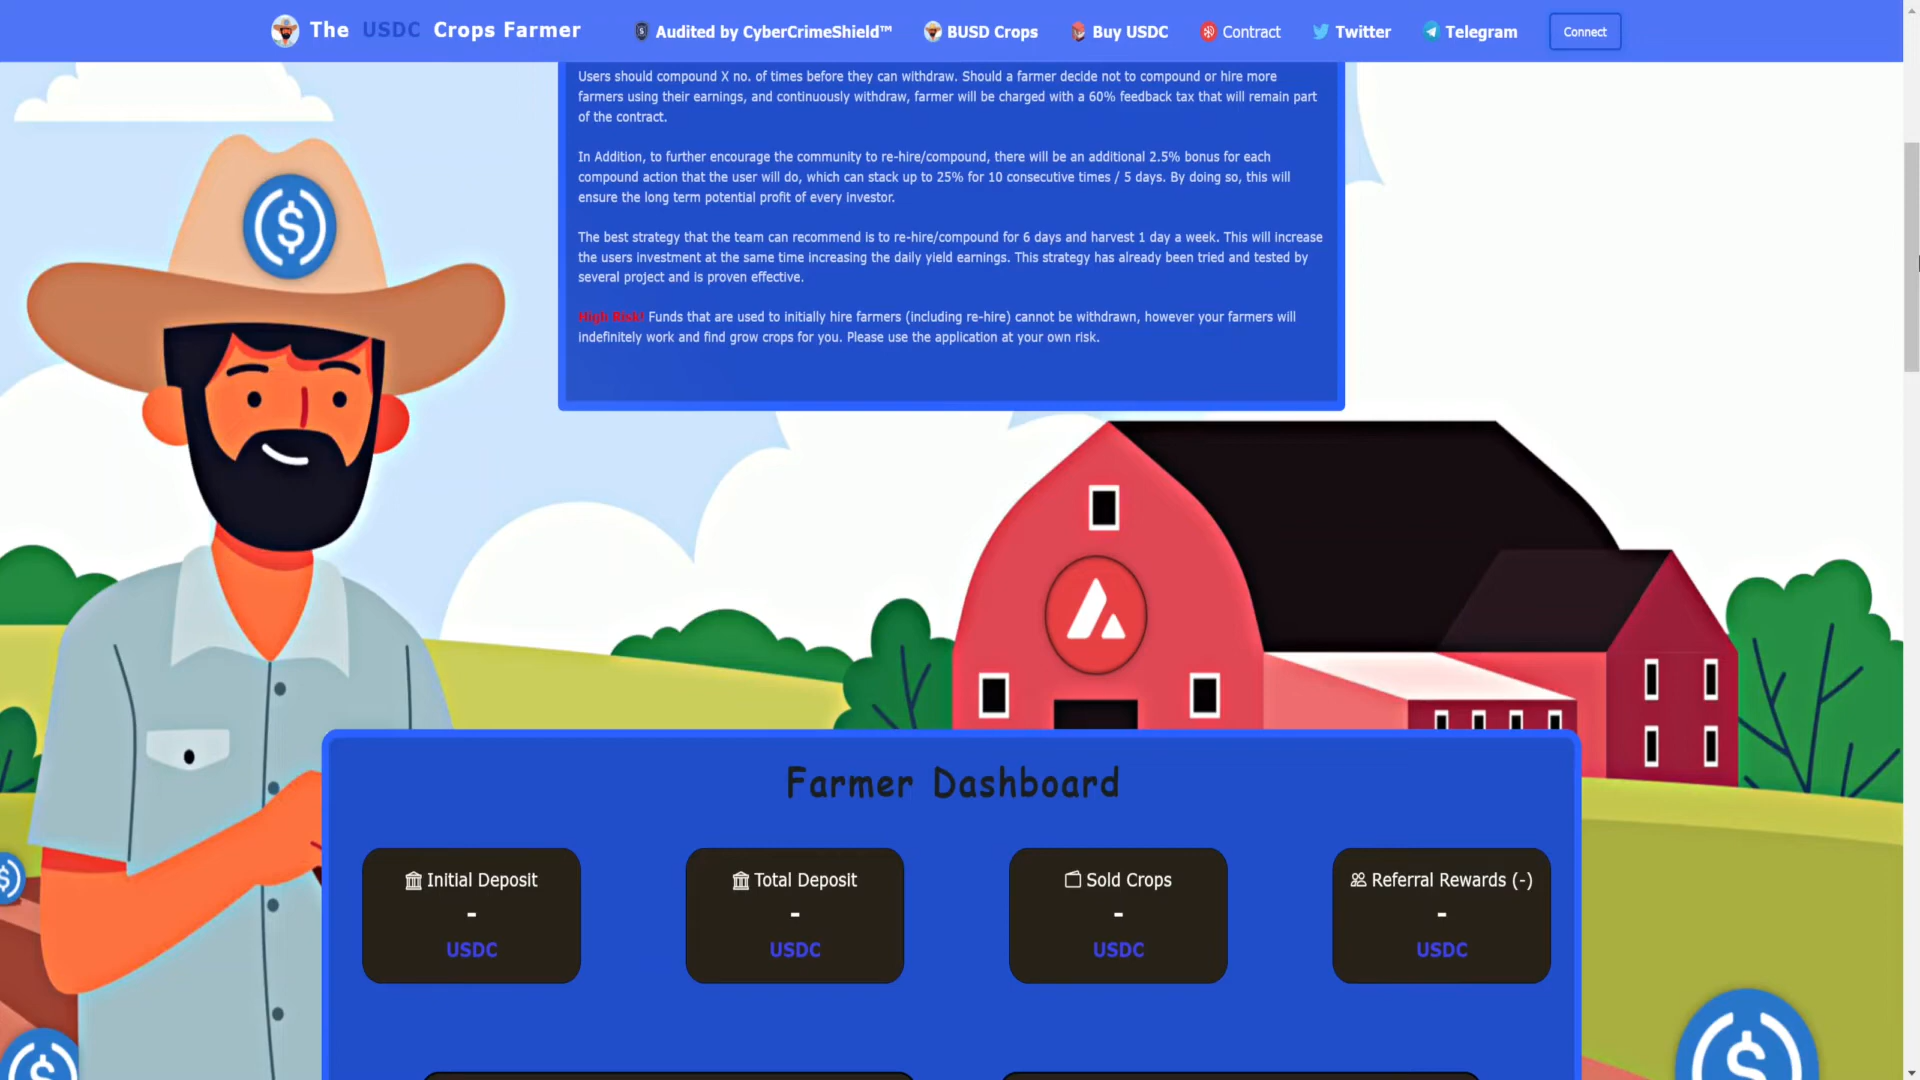 The USDC Crops Farmer
Audited by CyberCrimeShield™
BUSD Crops
Buy USDC
Contract
Twitter
Telegram
Connect
Users should compound X no. of times before they can withdraw. Should a farmer decide not to compound or hire more
farmers using their earnings, and continuously withdraw, farmer will be charged with a 60% feedback tax that will remain part
of the contract.
In Addition, to further encourage the community to re-hire/compound, there will be an additional 2.5% bonus for each
compound action that the user will do, which can stack up to 25% for 10 consecutive times / 5 days. By doing so, this will
ensure the long term potential profit of every investor.
The best strategy that the team can recommend is to re-hire/compound for 6 days and harvest 1 day a week. This will increase
the users investment at the same time increasing the daily yield earnings. This strategy has already been tried and tested by
several project and is proven effective.
High Risk! Funds that are used to initially hire farmers (including re-hire) cannot be withdrawn, however your farmers will
indefinitely work and find grow crops for you. Please use the application at your own risk.
Farmer Dashboard
Initial Deposit
-
USDC
Total Deposit
-
USDC
Sold Crops
-
USDC
Referral Rewards (-)
-
USDC